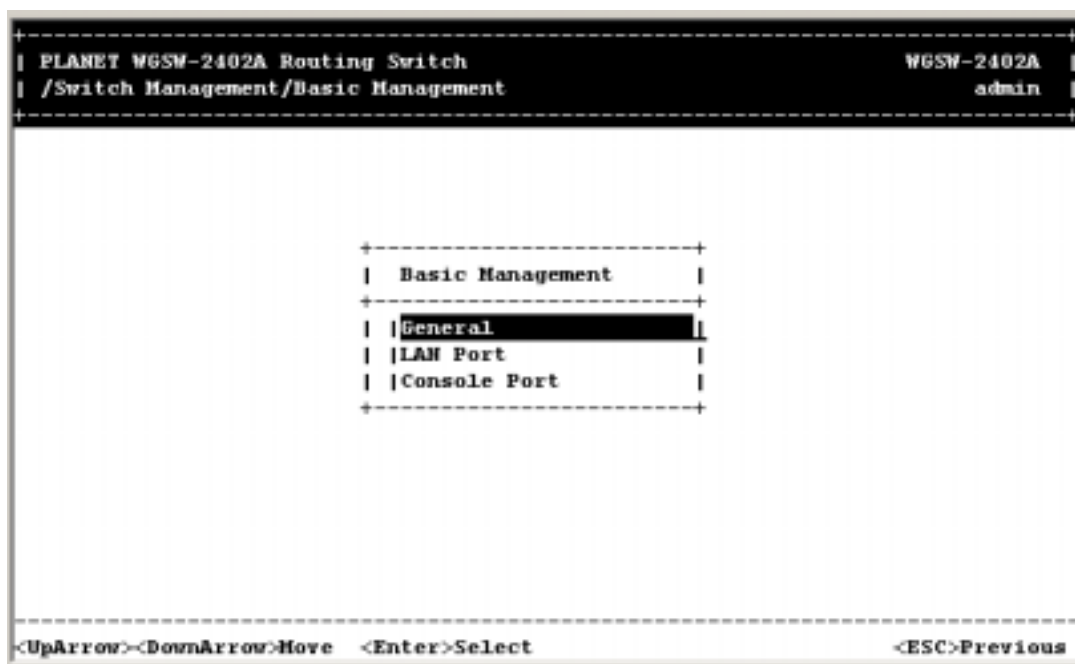 PLANET WGSW-2402A Routing Switch WGSW-2402A
/Switch Management/Basic Management admin
Basic Management
General
LAN Port
Console Port
<UpArrow><DownArrow>Move <Enter>Select <ESC>Previous